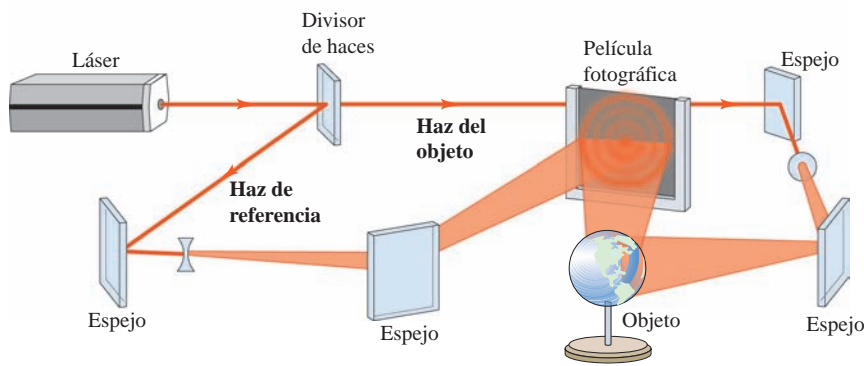 Láser
Divisor
de haces
Película
fotográfica
Espejo
Haz del
objeto
Haz de
referencia
Espejo
Espejo
Objeto
Espejo